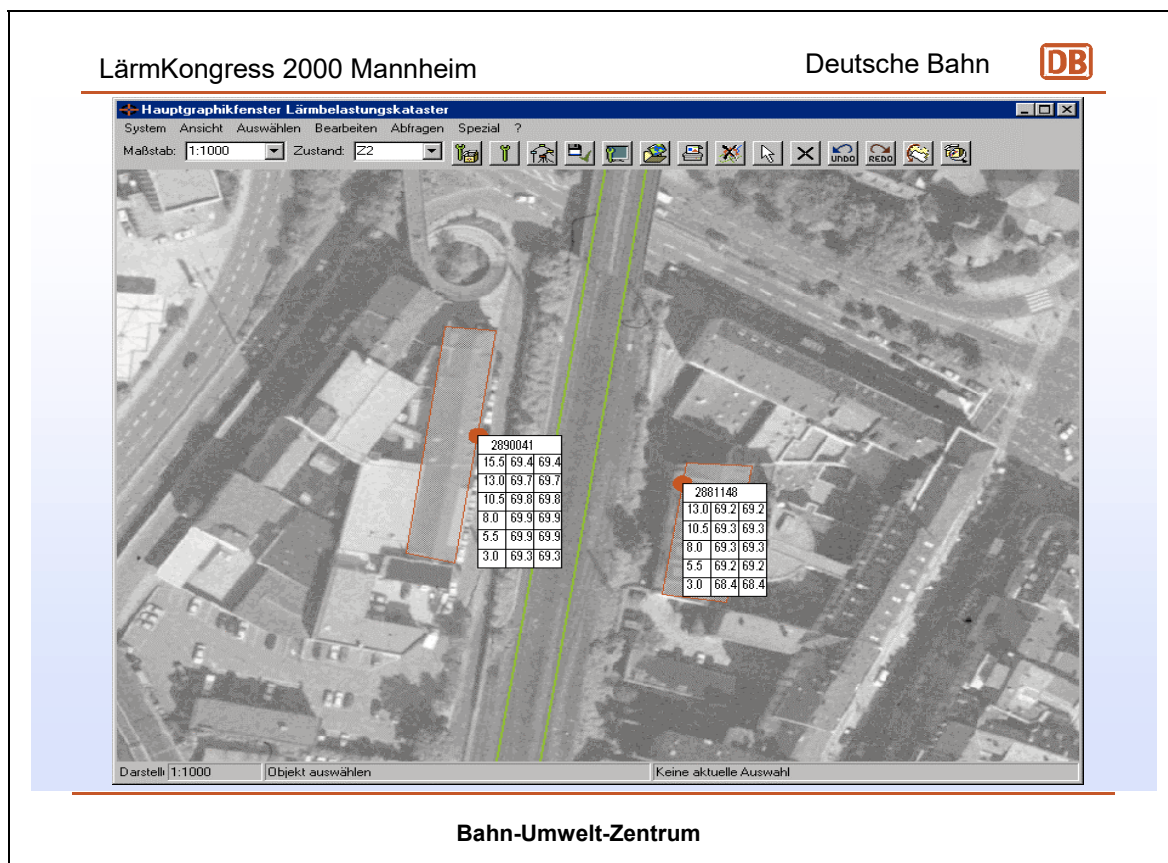 LärmKongress 2000 Mannheim
Deutsche Bahn
DB
Hauptgraphikfenster Lärmbelastungskataster
System Ansicht Auswählen Bearbeiten Abfragen Spezial ?
Maßstab: 1:1000 Zustand: Z2 UNDO REDO
2890041
15.5 69.4 69.4
13.0 69.7 69.7
10.5 69.8 69.8
8.0 69.9 69.9
5.5 69.9 69.9
3.0 69.3 69.3
2881148
13.0 69.2 69.2
10.5 69.3 69.3
8.0 69.3 69.3
5.5 69.2 69.2
3.0 68.4 68.4
Darstell 1:1000 Objekt auswählen Keine aktuelle Auswahl
Bahn-Umwelt-Zentrum